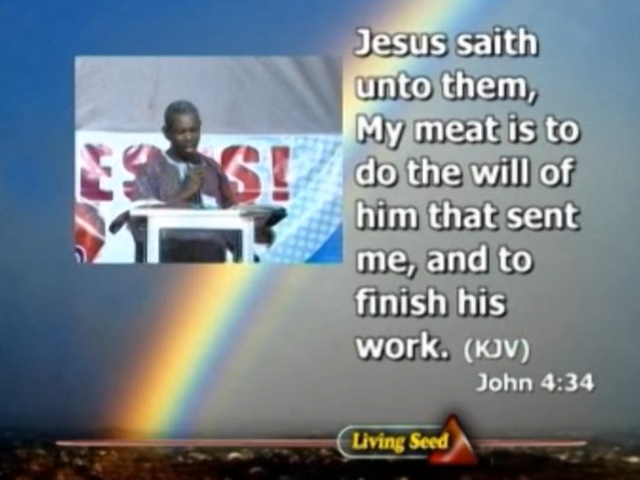 Jesus saith
unto them,
My meat is to
do the will of
him that sent
me, and to
finish his
work. (KJV)
John 4:34
ESUS!
Living Seed